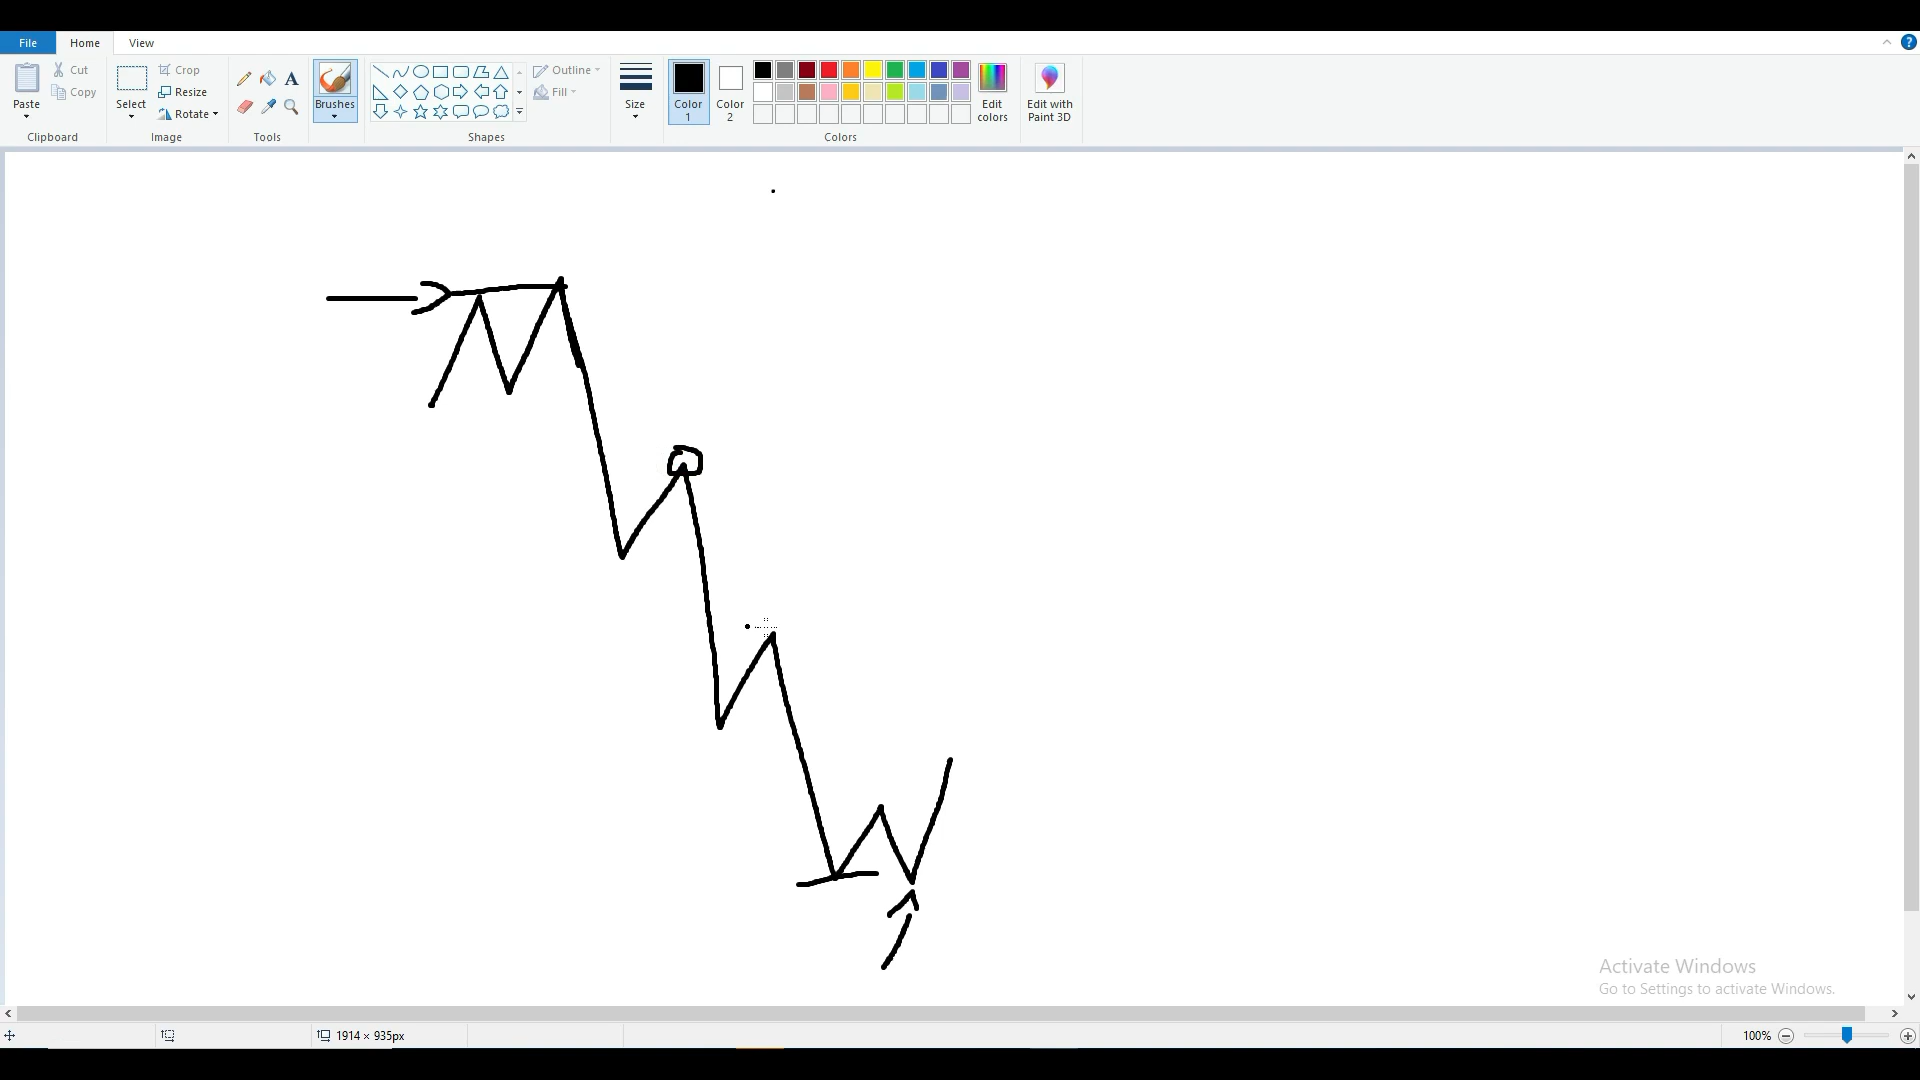 File Home View
Paste
Cut
Copy
Clipboard
Select
Crop
Resize
Rotate
Image
A
Tools
Brushes
Shapes
Outline
Fill
Size
Color 1
Color 2
Colors
Edit colors
Edit with Paint 3D
?
Activate Windows
Go to Settings to activate Windows.
1914 × 935px
100%